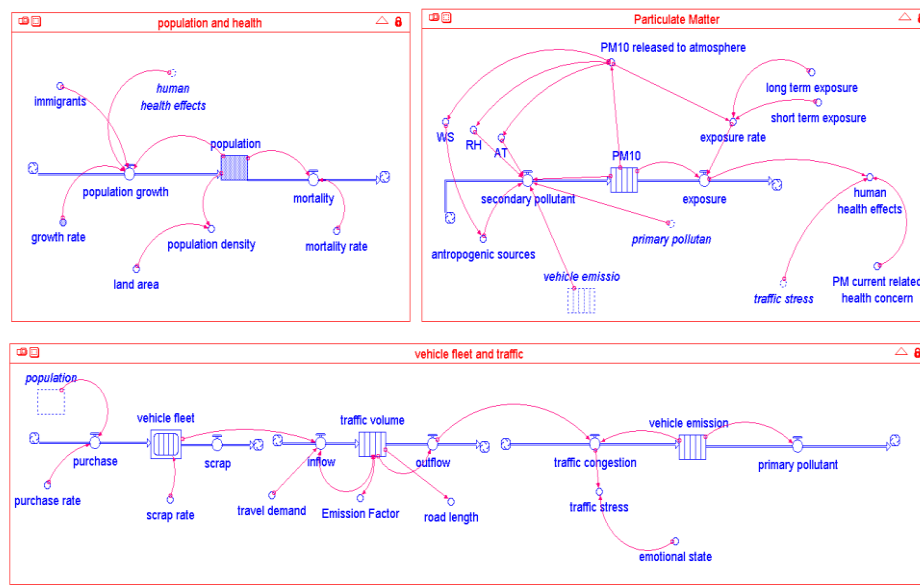 population and health
human
health effects
immigrants
population
population growth
mortality
growth rate
population density
mortality rate
land area
Particulate Matter
PM10 released to atmosphere
long term exposure
short term exposure
WS
RH
AT
exposure rate
PM10
secondary pollutant
exposure
human
health effects
primary pollutan
antropogenic sources
vehicle emissio
traffic stress
PM current related
health concern
vehicle fleet and traffic
population
vehicle fleet
traffic volume
vehicle emission
purchase
scrap
inflow
outflow
traffic congestion
primary pollutant
purchase rate
scrap rate
travel demand
Emission Factor
road length
traffic stress
emotional state